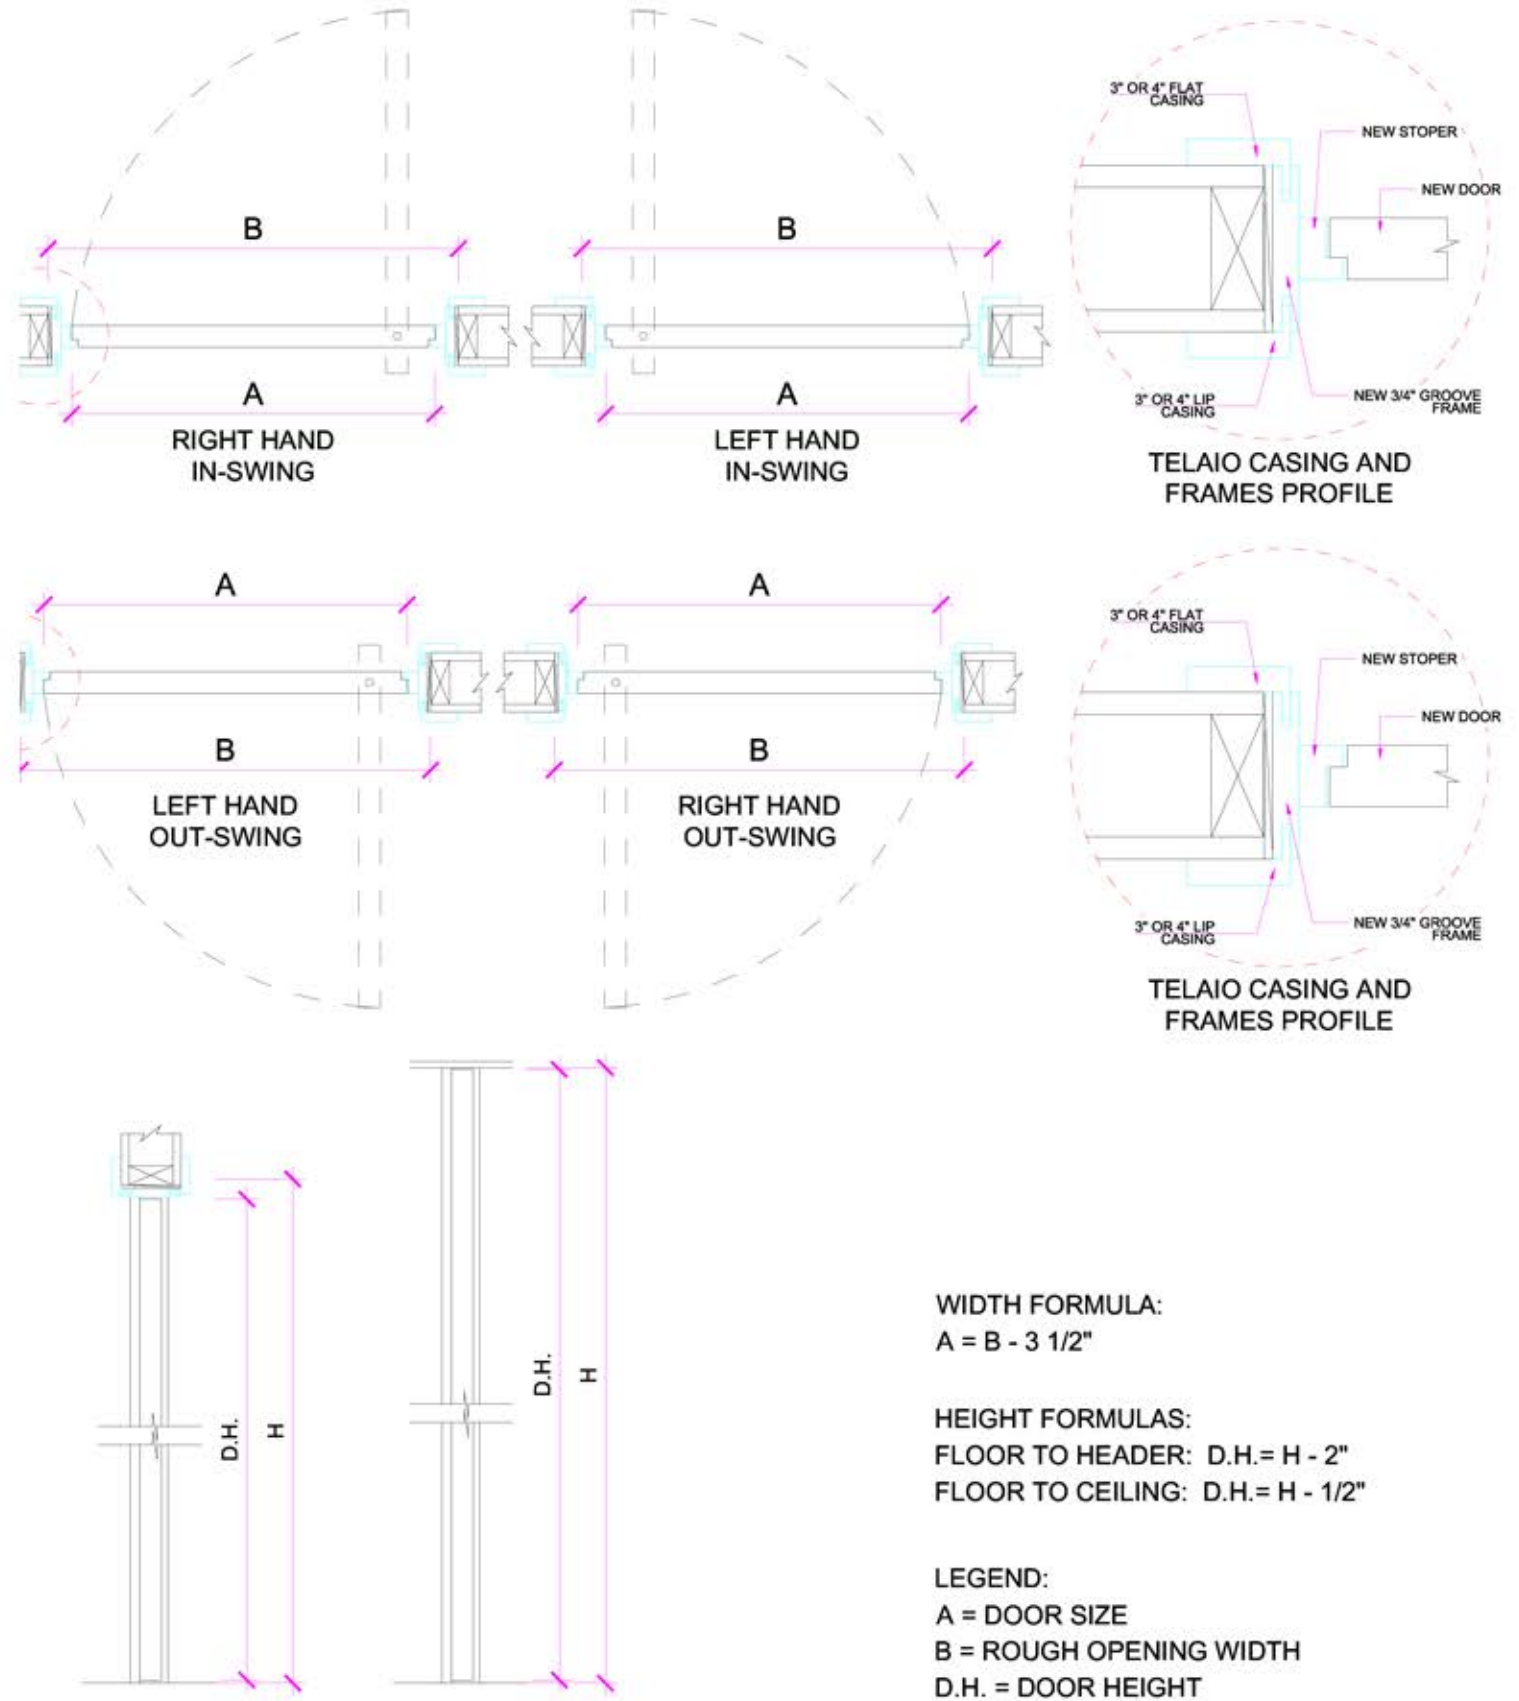 B
A
RIGHT HAND
IN-SWING
B
A
LEFT HAND
IN-SWING
3" OR 4" FLAT
CASING
NEW STOPER
NEW DOOR
3" OR 4" LIP
CASING
NEW 3/4" GROOVE
FRAME
TELAIO CASING AND
FRAMES PROFILE
A
B
LEFT HAND
OUT-SWING
A
B
RIGHT HAND
OUT-SWING
3" OR 4" FLAT
CASING
NEW STOPER
NEW DOOR
3" OR 4" LIP
CASING
NEW 3/4" GROOVE
FRAME
TELAIO CASING AND
FRAMES PROFILE
D.H.
H
D.H.
H
WIDTH FORMULA:
A = B - 3 1/2"
HEIGHT FORMULAS:
FLOOR TO HEADER: D.H.= H - 2"
FLOOR TO CEILING: D.H.= H - 1/2"
LEGEND:
A = DOOR SIZE
B = ROUGH OPENING WIDTH
D.H. = DOOR HEIGHT